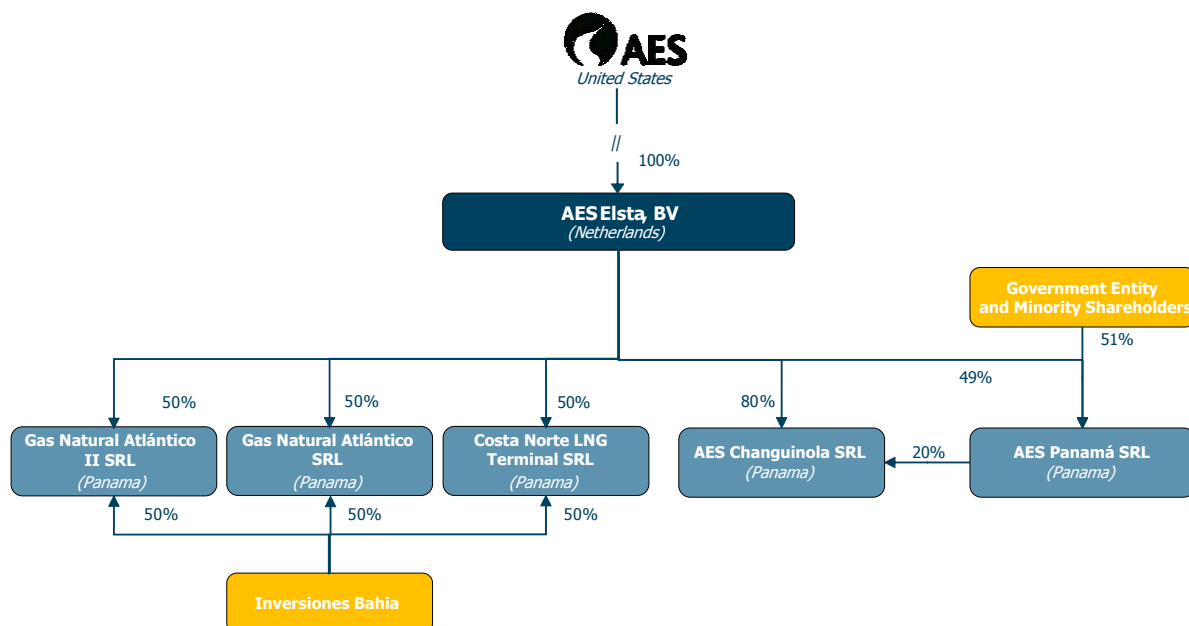 AES
United States
//
100%
AES Elsta, BV
(Netherlands)
Government Entity
and Minority Shareholders
51%
49%
50%
50%
50%
80%
Gas Natural Atlántico
II SRL
(Panama)
Gas Natural Atlántico
SRL
(Panama)
Costa Norte LNG
Terminal SRL
(Panama)
AES Changuinola SRL
(Panama)
20%
AES Panamá SRL
(Panama)
50%
50%
50%
Inversiones Bahia